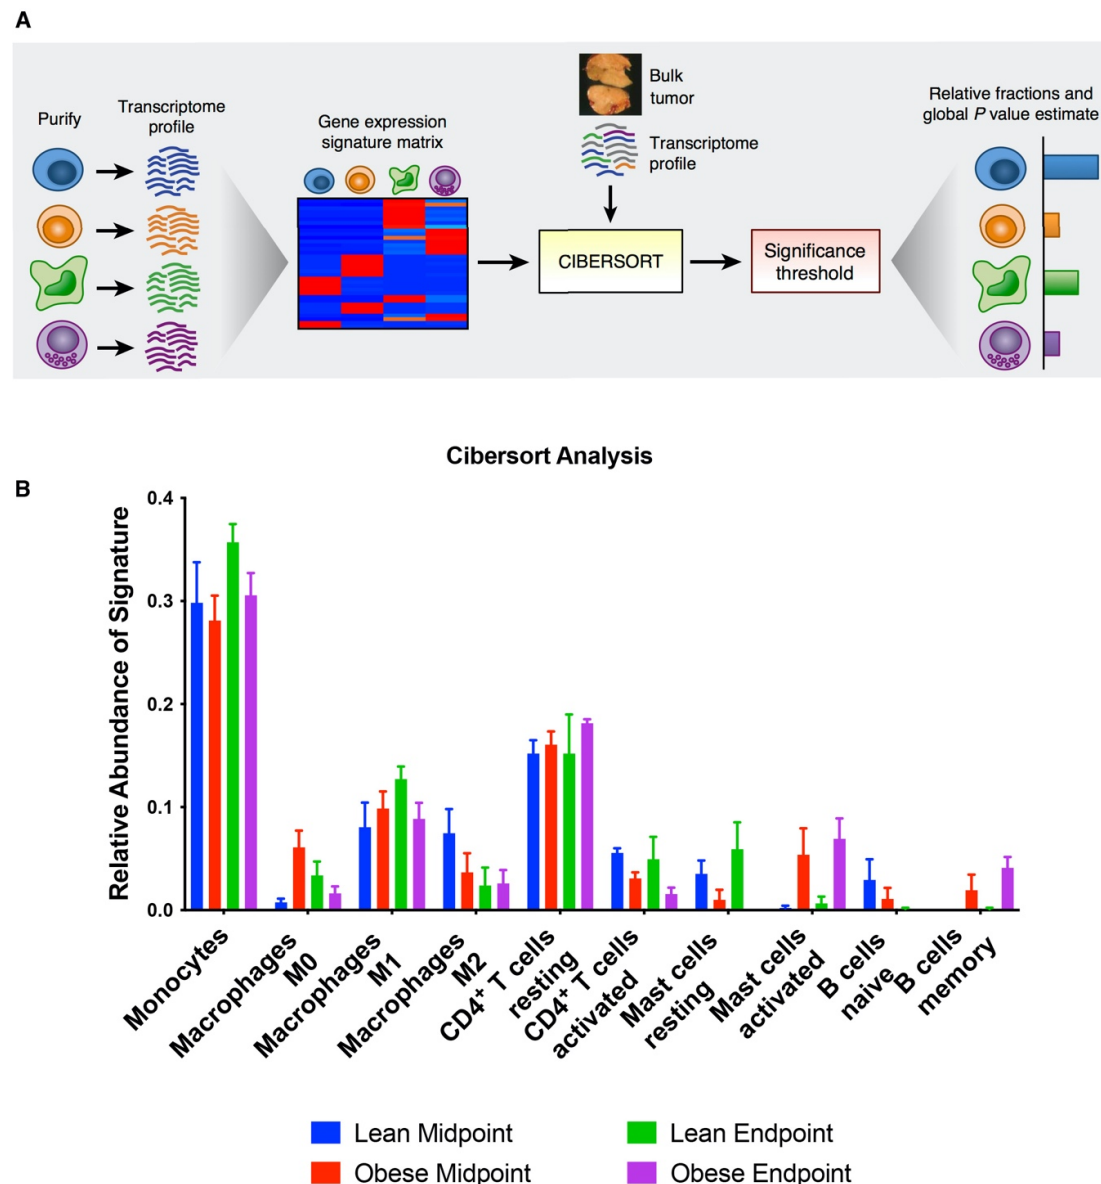 A
Purify
Transcriptome
profile
Gene expression
signature matrix
Bulk
tumor
Transcriptome
profile
CIBERSORT
Significance
threshold
Relative fractions and
global P value estimate
Cibersort Analysis
B
Relative Abundance of Signature
0.4
0.3
0.2
0.1
0.0
Monocytes
Macrophages
M0
Macrophages
M1
Macrophages
M2
CD4⁺ T cells
resting
CD4⁺ T cells
activated
Mast cells
resting
Mast cells
activated
B cells
naive
B cells
memory
Lean Midpoint
Lean Endpoint
Obese Midpoint
Obese Endpoint